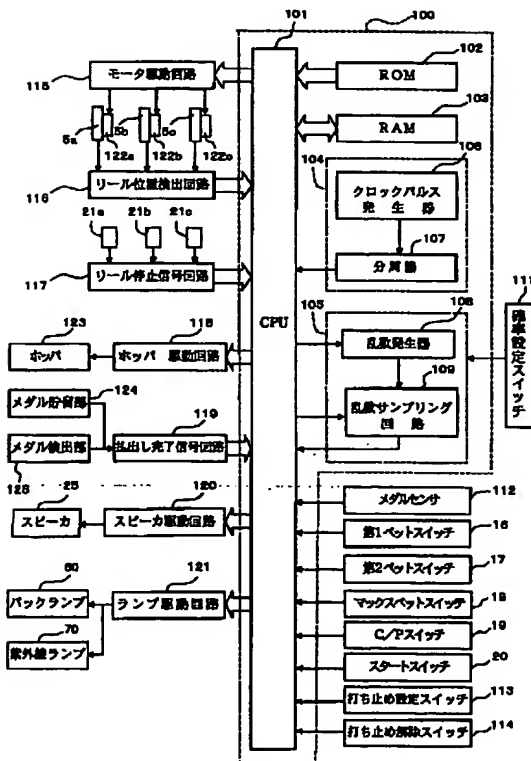 101
100
115
モータ駆動回路
5a
5b
5c
122a
122b
122c
116
リール位置検出回路
21a
21b
21c
117
リール停止信号回路
CPU
102
ROM
103
RAM
104
106
クロックパルス
発生器
107
分周器
105
108
乱数発生器
109
乱数サンプリング
回路
111
確率設定スイッチ
123
ホッパ
118
ホッパ駆動回路
メダル貯留部
124
メダル検出部
119
払出し完了信号回路
25
スピーカ
120
スピーカ駆動回路
60
バックランプ
121
ランプ駆動回路
70
紫外線ランプ
メダルセンサ
112
第1ベットスイッチ
16
第2ベットスイッチ
17
マックスベットスイッチ
18
C/Pスイッチ
19
スタートスイッチ
20
打ち止め設定スイッチ
113
打ち止め解除スイッチ
114